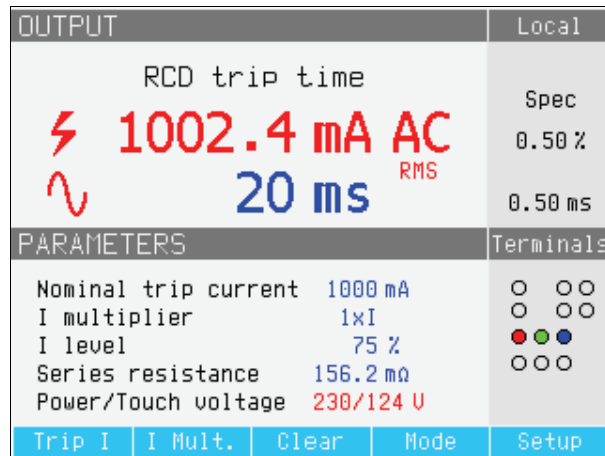 OUTPUT
Local
RCD trip time
1002.4 mA AC
RMS
20 ms
Spec
0.50 %
0.50 ms
PARAMETERS
Terminals
Nominal trip current 1000 mA
I multiplier 1xI
I level 75 %
Series resistance 156.2 mΩ
Power/Touch voltage 230/124 V
Trip I
I Mult.
Clear
Mode
Setup